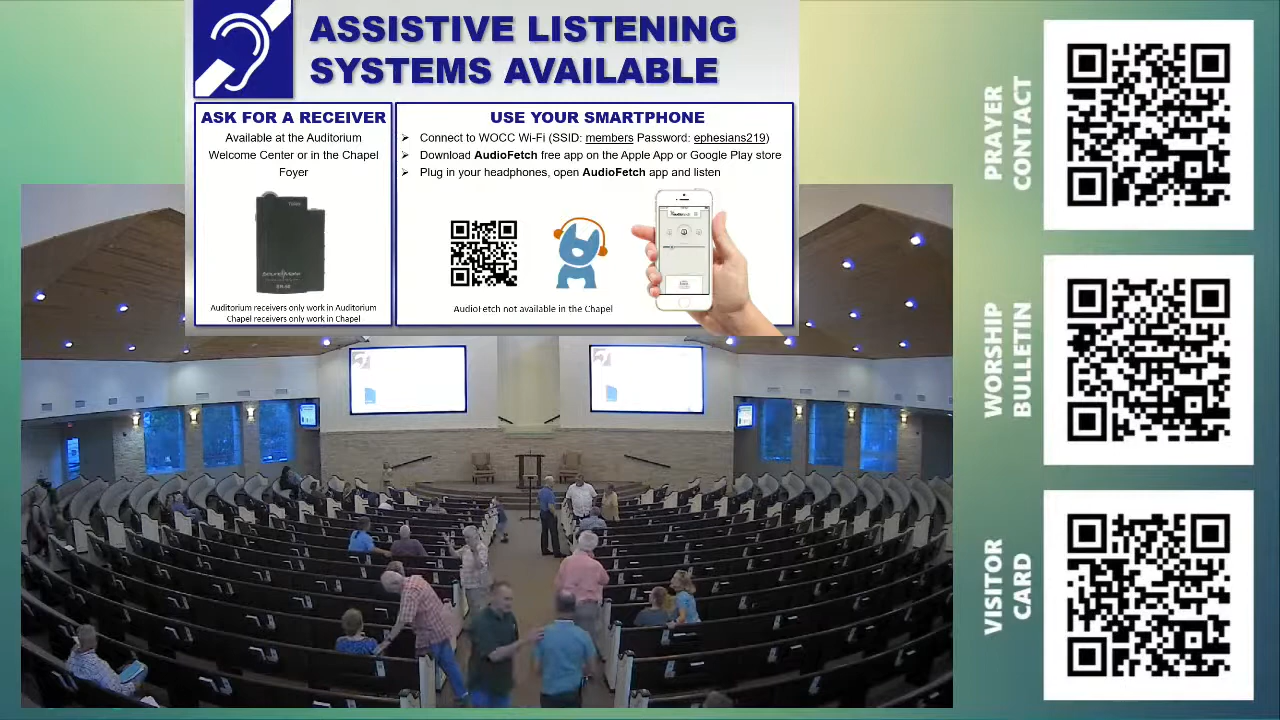 ASSISTIVE LISTENING
SYSTEMS AVAILABLE
ASK FOR A RECEIVER
Available at the Auditorium
Welcome Center or in the Chapel
Foyer
Auditorium receivers only work in Auditorium
Chapel receivers only work in Chapel
USE YOUR SMARTPHONE
Connect to WOCC Wi-Fi (SSID: members Password: ephesians219)
Download AudioFetch free app on the Apple App or Google Play store
Plug in your headphones, open AudioFetch app and listen
AudioFetch not available in the Chapel
PRAYER
CONTACT
WORSHIP
BULLETIN
VISITOR
CARD